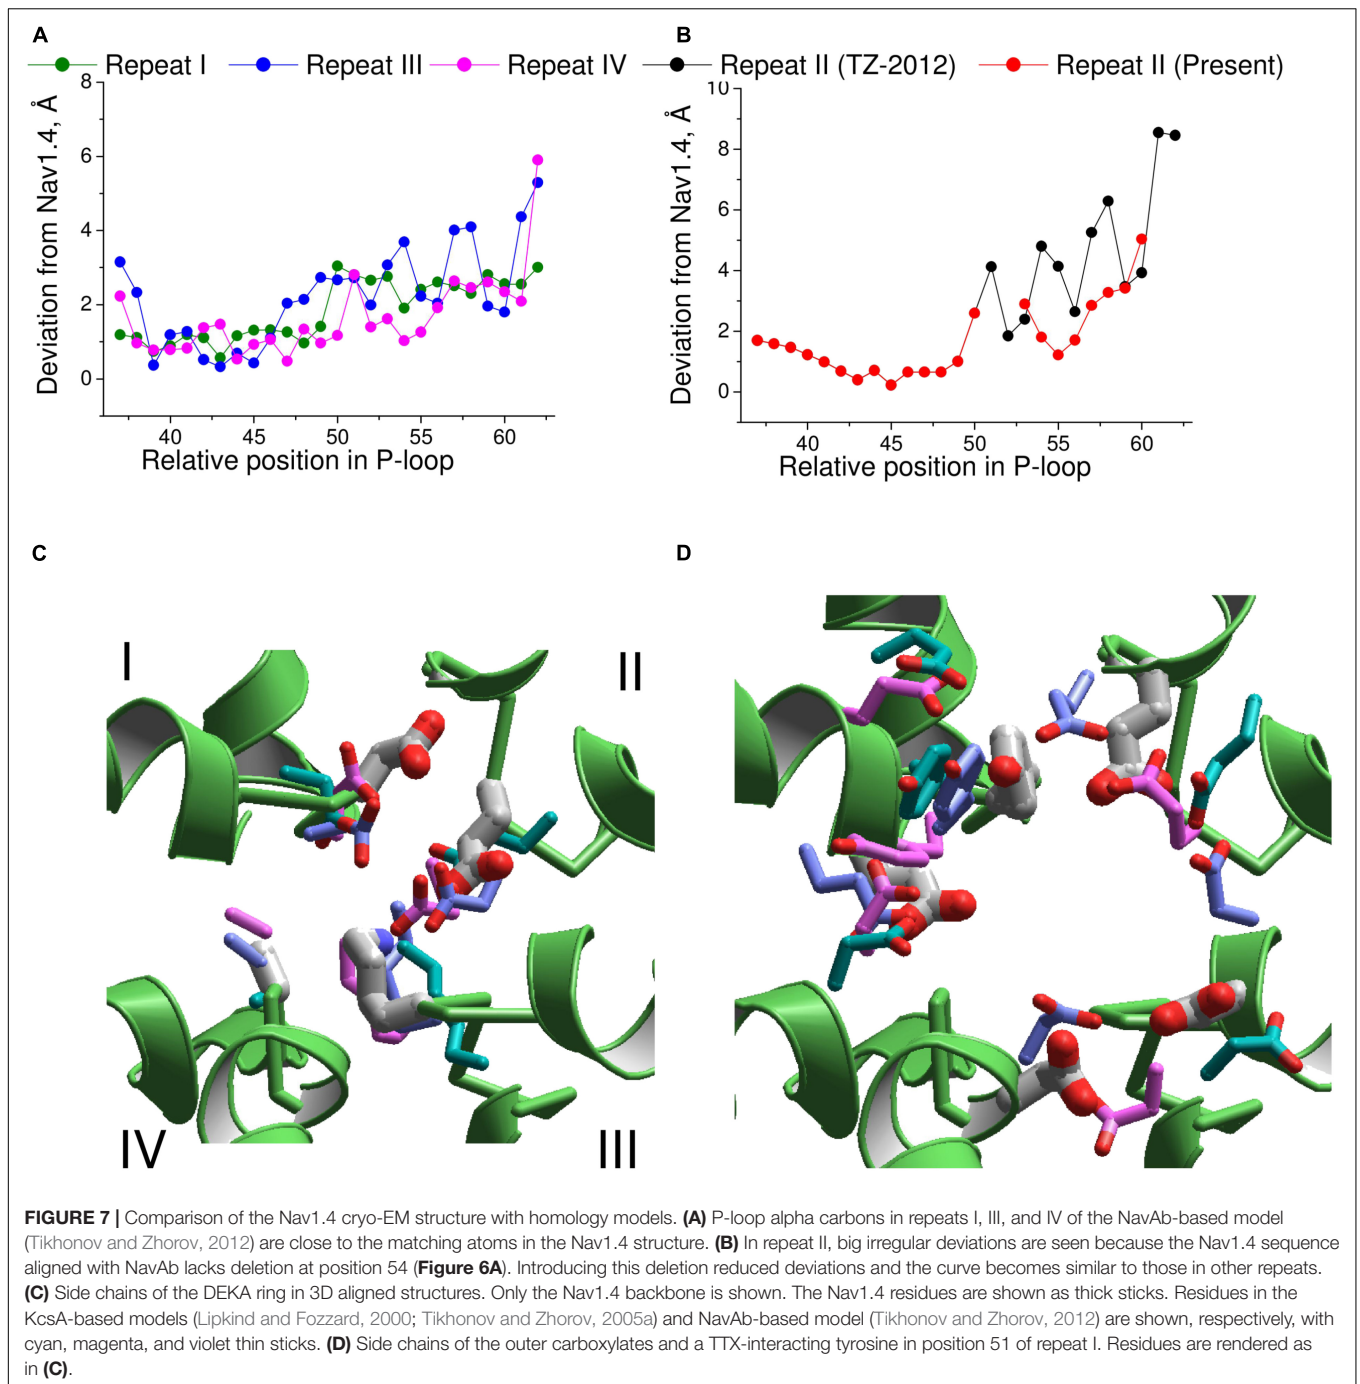 A
B
Repeat I Repeat III Repeat IV Repeat II (TZ-2012) Repeat II (Present)
8
6
4
2
0
Deviation from Nav1.4, Å
40 45 50 55 60
Relative position in P-loop
10
8
6
4
2
0
Deviation from Nav1.4, Å
40 45 50 55 60
Relative position in P-loop
C
D
I
II
IV
III
FIGURE 7 | Comparison of the Nav1.4 cryo-EM structure with homology models. (A) P-loop alpha carbons in repeats I, III, and IV of the NavAb-based model
(Tikhonov and Zhorov, 2012) are close to the matching atoms in the Nav1.4 structure. (B) In repeat II, big irregular deviations are seen because the Nav1.4 sequence
aligned with NavAb lacks deletion at position 54 (Figure 6A). Introducing this deletion reduced deviations and the curve becomes similar to those in other repeats.
(C) Side chains of the DEKA ring in 3D aligned structures. Only the Nav1.4 backbone is shown. The Nav1.4 residues are shown as thick sticks. Residues in the
KcsA-based models (Lipkind and Fozzard, 2000; Tikhonov and Zhorov, 2005a) and NavAb-based model (Tikhonov and Zhorov, 2012) are shown, respectively, with
cyan, magenta, and violet thin sticks. (D) Side chains of the outer carboxylates and a TTX-interacting tyrosine in position 51 of repeat I. Residues are rendered as
in (C).